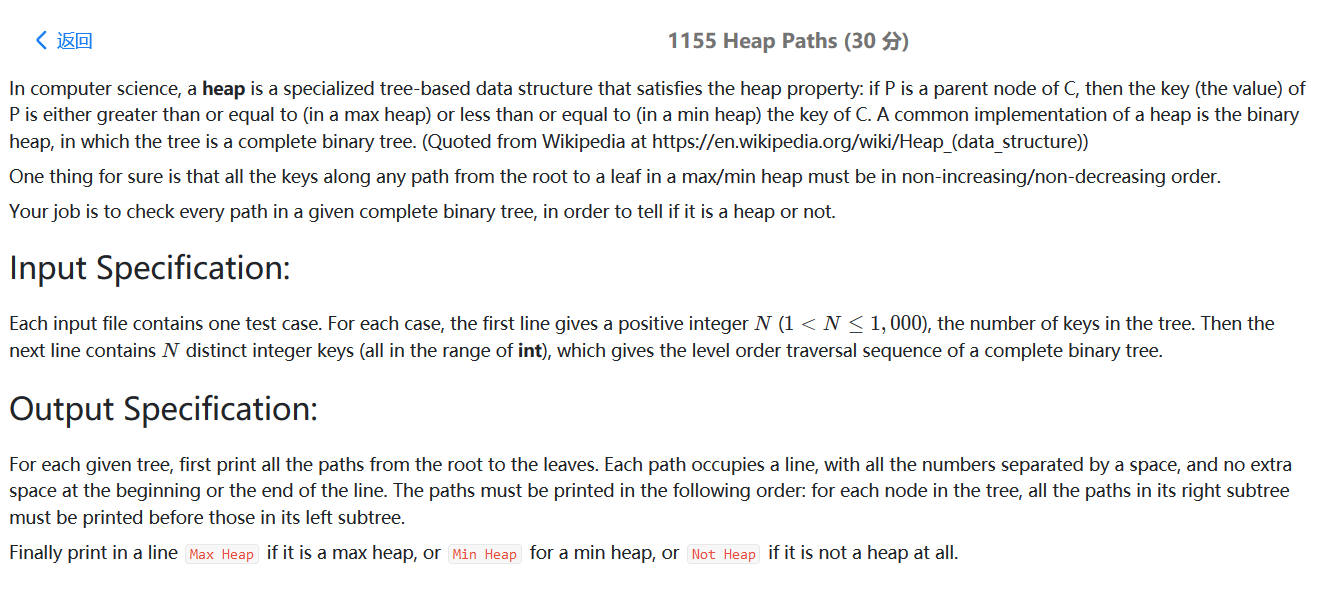 返回
1155 Heap Paths (30 分)
In computer science, a heap is a specialized tree-based data structure that satisfies the heap property: if P is a parent node of C, then the key (the value) of
P is either greater than or equal to (in a max heap) or less than or equal to (in a min heap) the key of C. A common implementation of a heap is the binary
heap, in which the tree is a complete binary tree. (Quoted from Wikipedia at https://en.wikipedia.org/wiki/Heap_(data_structure))
One thing for sure is that all the keys along any path from the root to a leaf in a max/min heap must be in non-increasing/non-decreasing order.
Your job is to check every path in a given complete binary tree, in order to tell if it is a heap or not.
Input Specification:
Each input file contains one test case. For each case, the first line gives a positive integer N (1 < N ≤ 1,000), the number of keys in the tree. Then the
next line contains N distinct integer keys (all in the range of int), which gives the level order traversal sequence of a complete binary tree.
Output Specification:
For each given tree, first print all the paths from the root to the leaves. Each path occupies a line, with all the numbers separated by a space, and no extra
space at the beginning or the end of the line. The paths must be printed in the following order: for each node in the tree, all the paths in its right subtree
must be printed before those in its left subtree.
Finally print in a line Max Heap if it is a max heap, or Min Heap for a min heap, or Not Heap if it is not a heap at all.